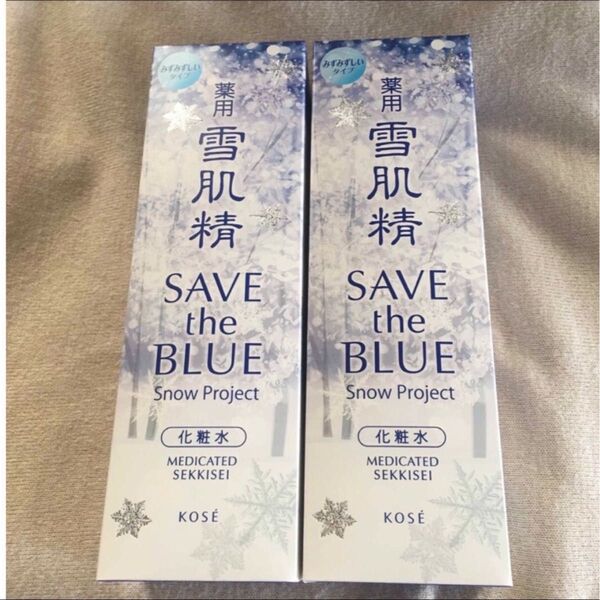 みずみずしい
タイプ
薬用
雪肌精
SAVE
the
BLUE
Snow Project
化粧水
MEDICATED
SEKKISEI
KOSÉ
みずみずしい
タイプ
薬用
雪肌精
SAVE
the
BLUE
Snow Project
化粧水
MEDICATED
SEKKISEI
KOSÉ